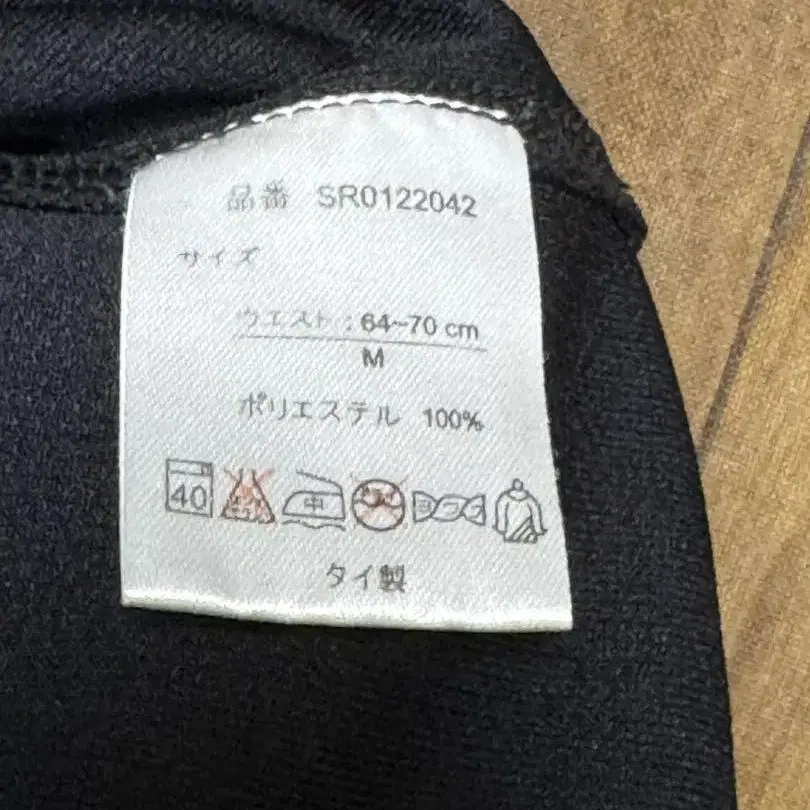 品番 SR0122042
サイズ
ウエスト : 64~70 cm
M
ポリエステル 100%
40 中
タイ製